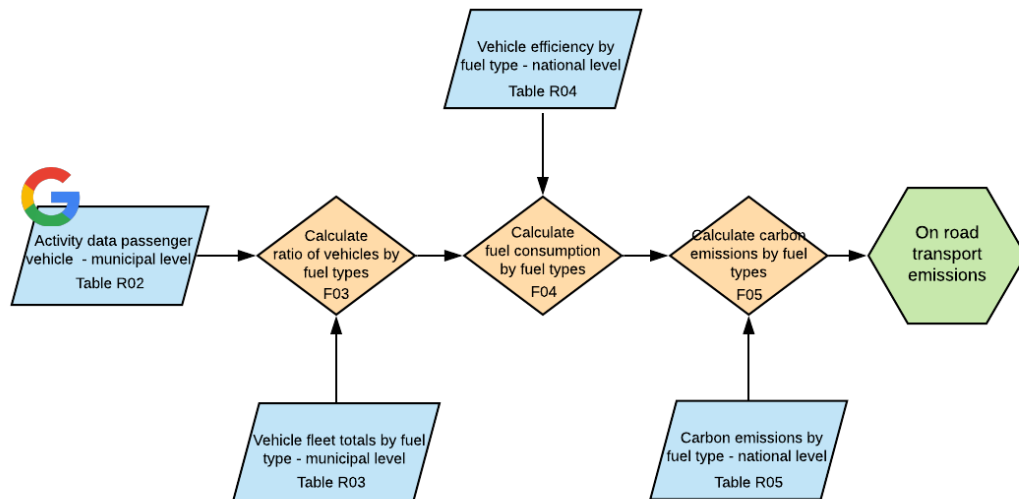 Vehicle efficiency by
fuel type - national level
Table R04
G
Activity data passenger
vehicle - municipal level
Table R02
Calculate
ratio of vehicles by
fuel types
F03
Calculate
fuel consumption
by fuel types
F04
Calculate carbon
emissions by fuel
types
F05
On road
transport
emissions
Vehicle fleet totals by fuel
type - municipal level
Table R03
Carbon emissions by
fuel type - national level
Table R05